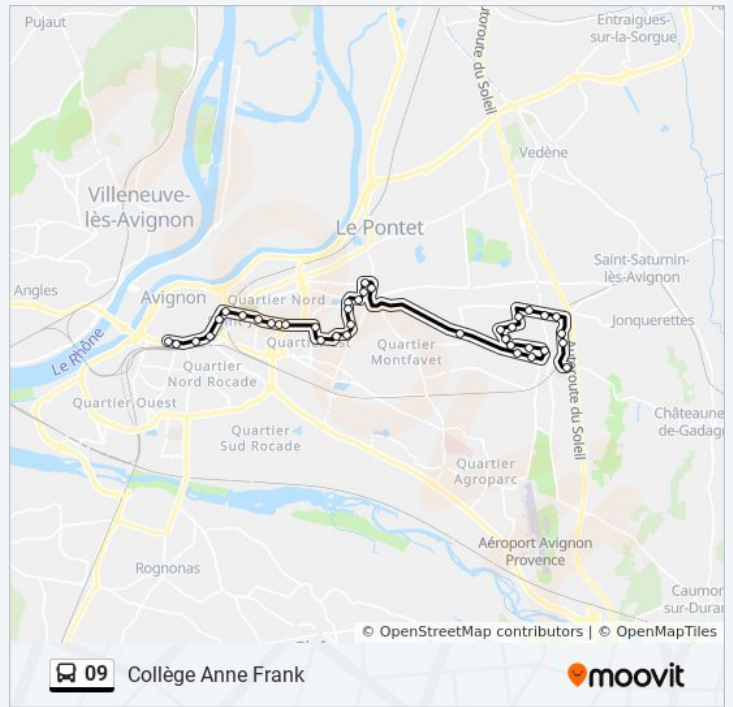 Pujaut
Entraigues-
sur-la-Sorgue
Autoroute du Soleil
Vedène
Villeneuve-
lès-Avignon
Le Pontet
Saint-Saturnin-
lès-Avignon
Angles
Avignon
Quartier Nord
Jonquerettes
Le Rhône
Quartier Est
Quartier
Montfavet
Quartier
Nord Rocade
Autoroute du Soleil
Quartier Ouest
Châteaune
de-Gadagn
Quartier
Sud Rocade
Quartier
Agroparc
Aéroport Avignon
Provence
Rognonas
Caumon
sur-Duran
© OpenStreetMap contributors | © OpenMapTiles
09 Collège Anne Frank
moovit